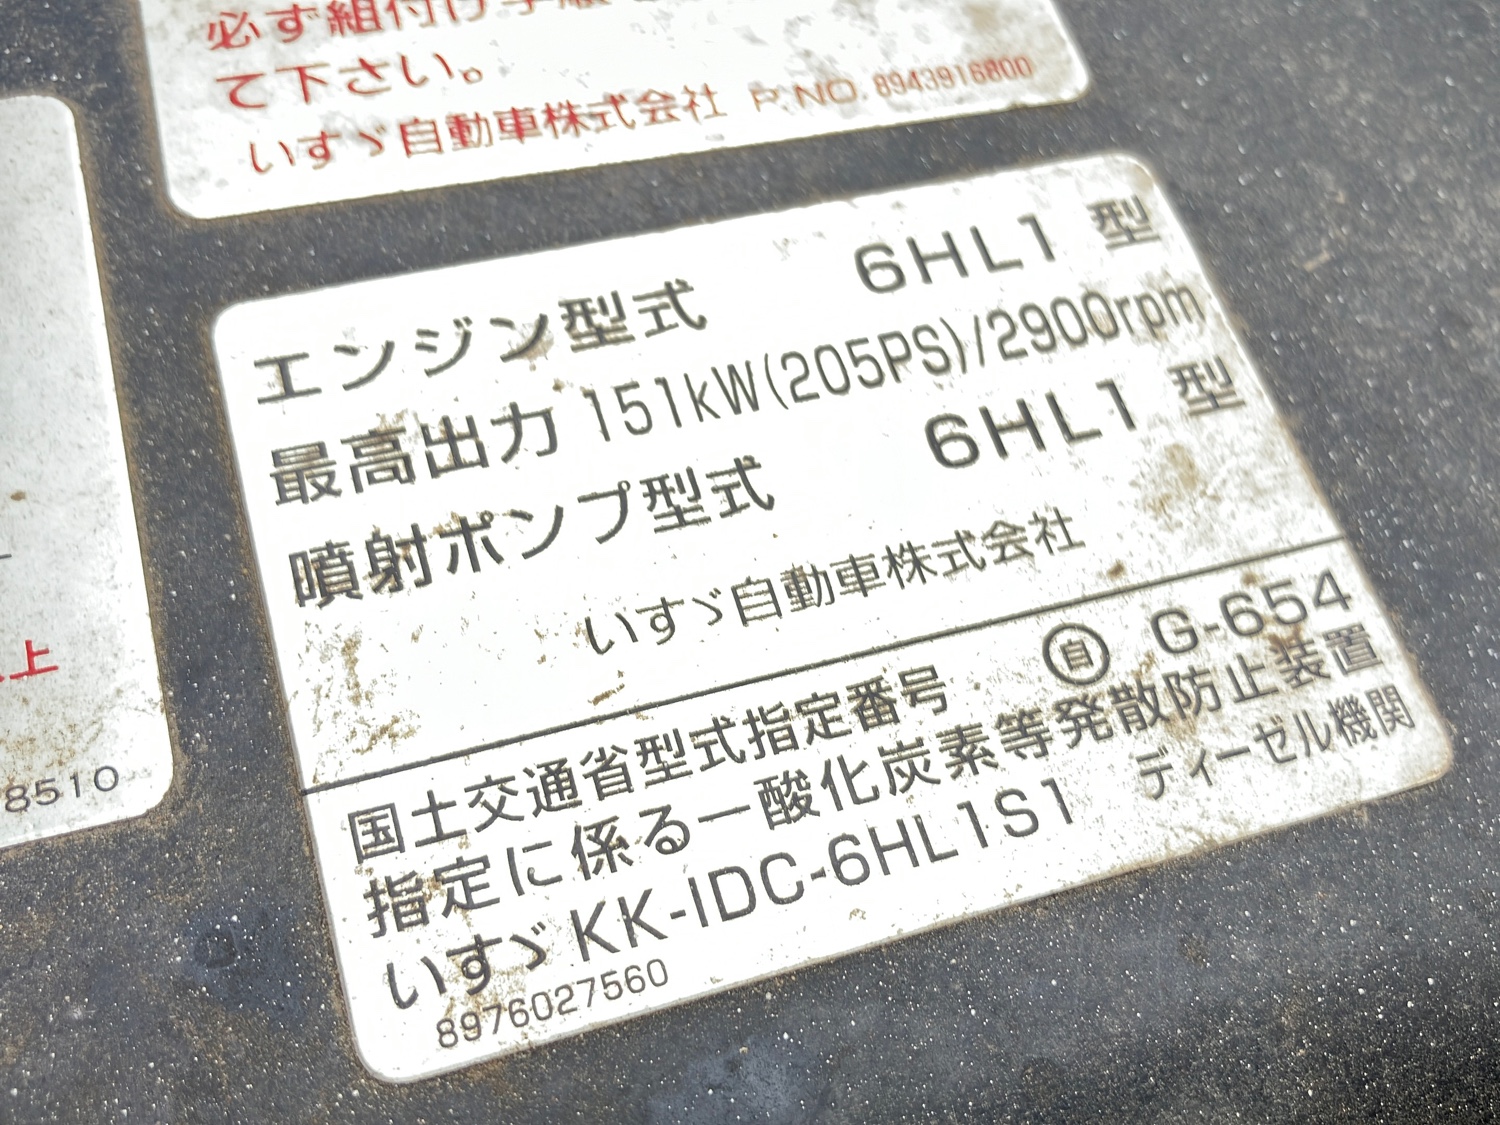 必ず組付け手順
て下さい。
いすゞ自動車株式会社 P.NO. 8943916800
上
8510
エンジン型式 6HL1 型
最高出力 151kW(205PS)/2900rpm
噴射ポンプ型式 6HL1 型
いすゞ自動車株式会社
国土交通省型式指定番号 自 G-654
指定に係る一酸化炭素等発散防止装置
いすゞKK-IDC-6HL1S1 ディーゼル機関
8976027560